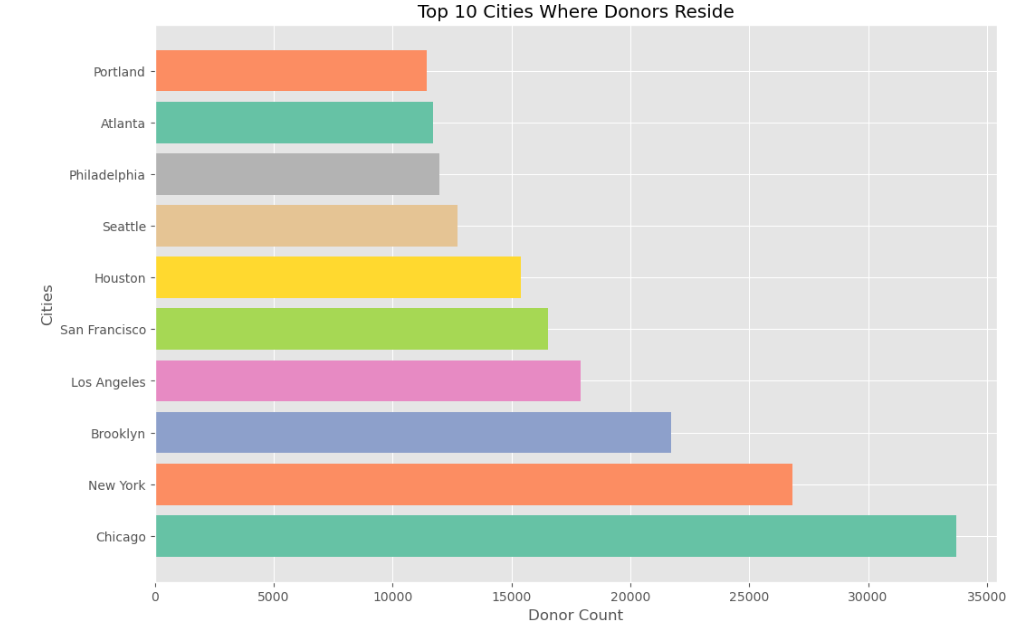 Top 10 Cities Where Donors Reside
Portland
Atlanta
Philadelphia
Seattle
Houston
San Francisco
Los Angeles
Brooklyn
New York
Chicago
Cities
0 5000 10000 15000 20000 25000 30000 35000
Donor Count